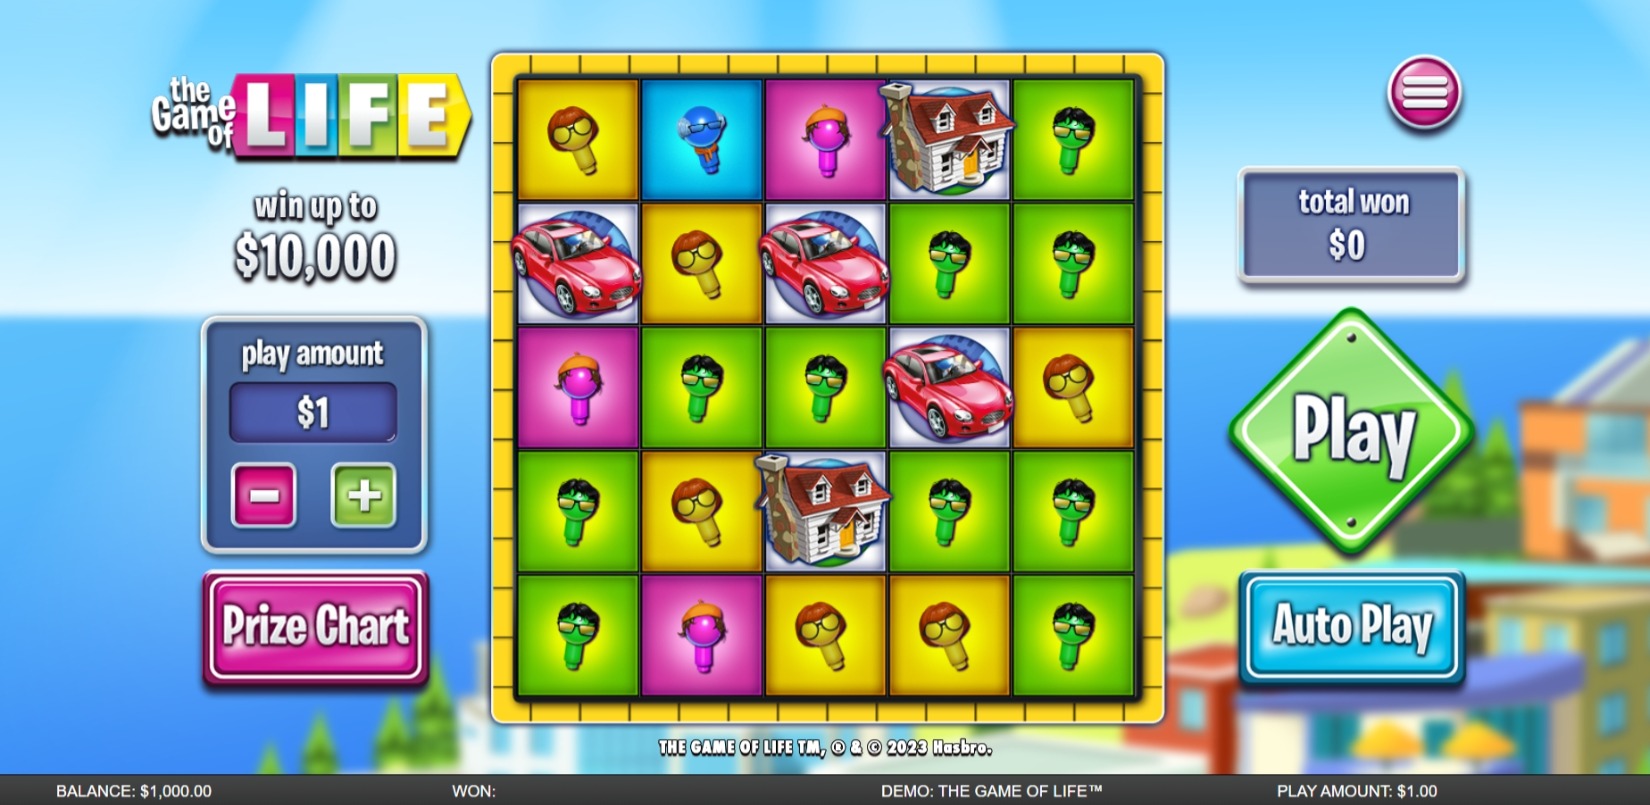 the Game of LIFE
win up to
$10,000
play amount
$1
Prize Chart
total won
$0
Play
Auto Play
THE GAME OF LIFE TM, ® & © 2023 Hasbro.
BALANCE: $1,000.00
WON:
DEMO: THE GAME OF LIFE™
PLAY AMOUNT: $1.00